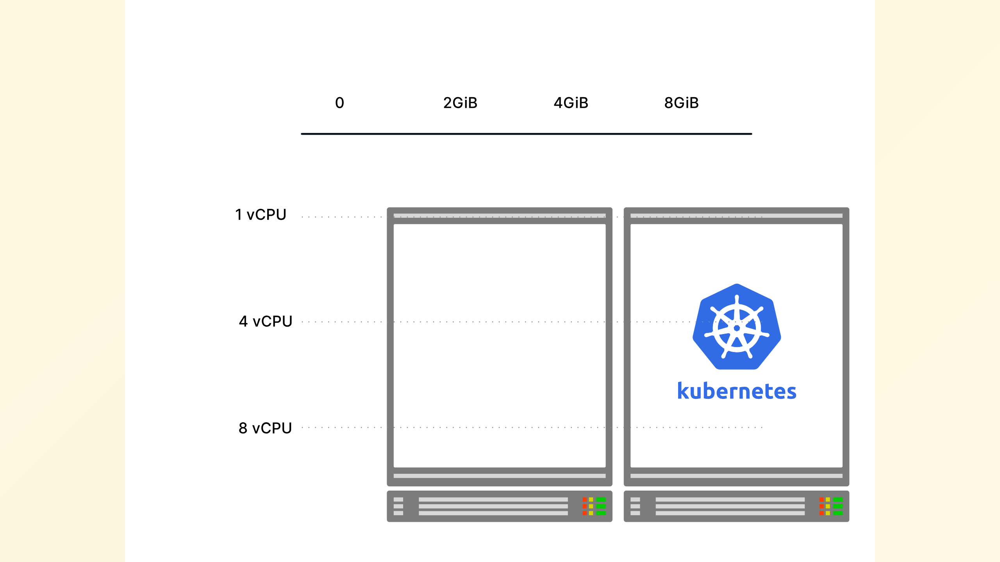 0 2GiB 4GiB 8GiB
1 vCPU
4 vCPU
kubernetes
8 vCPU